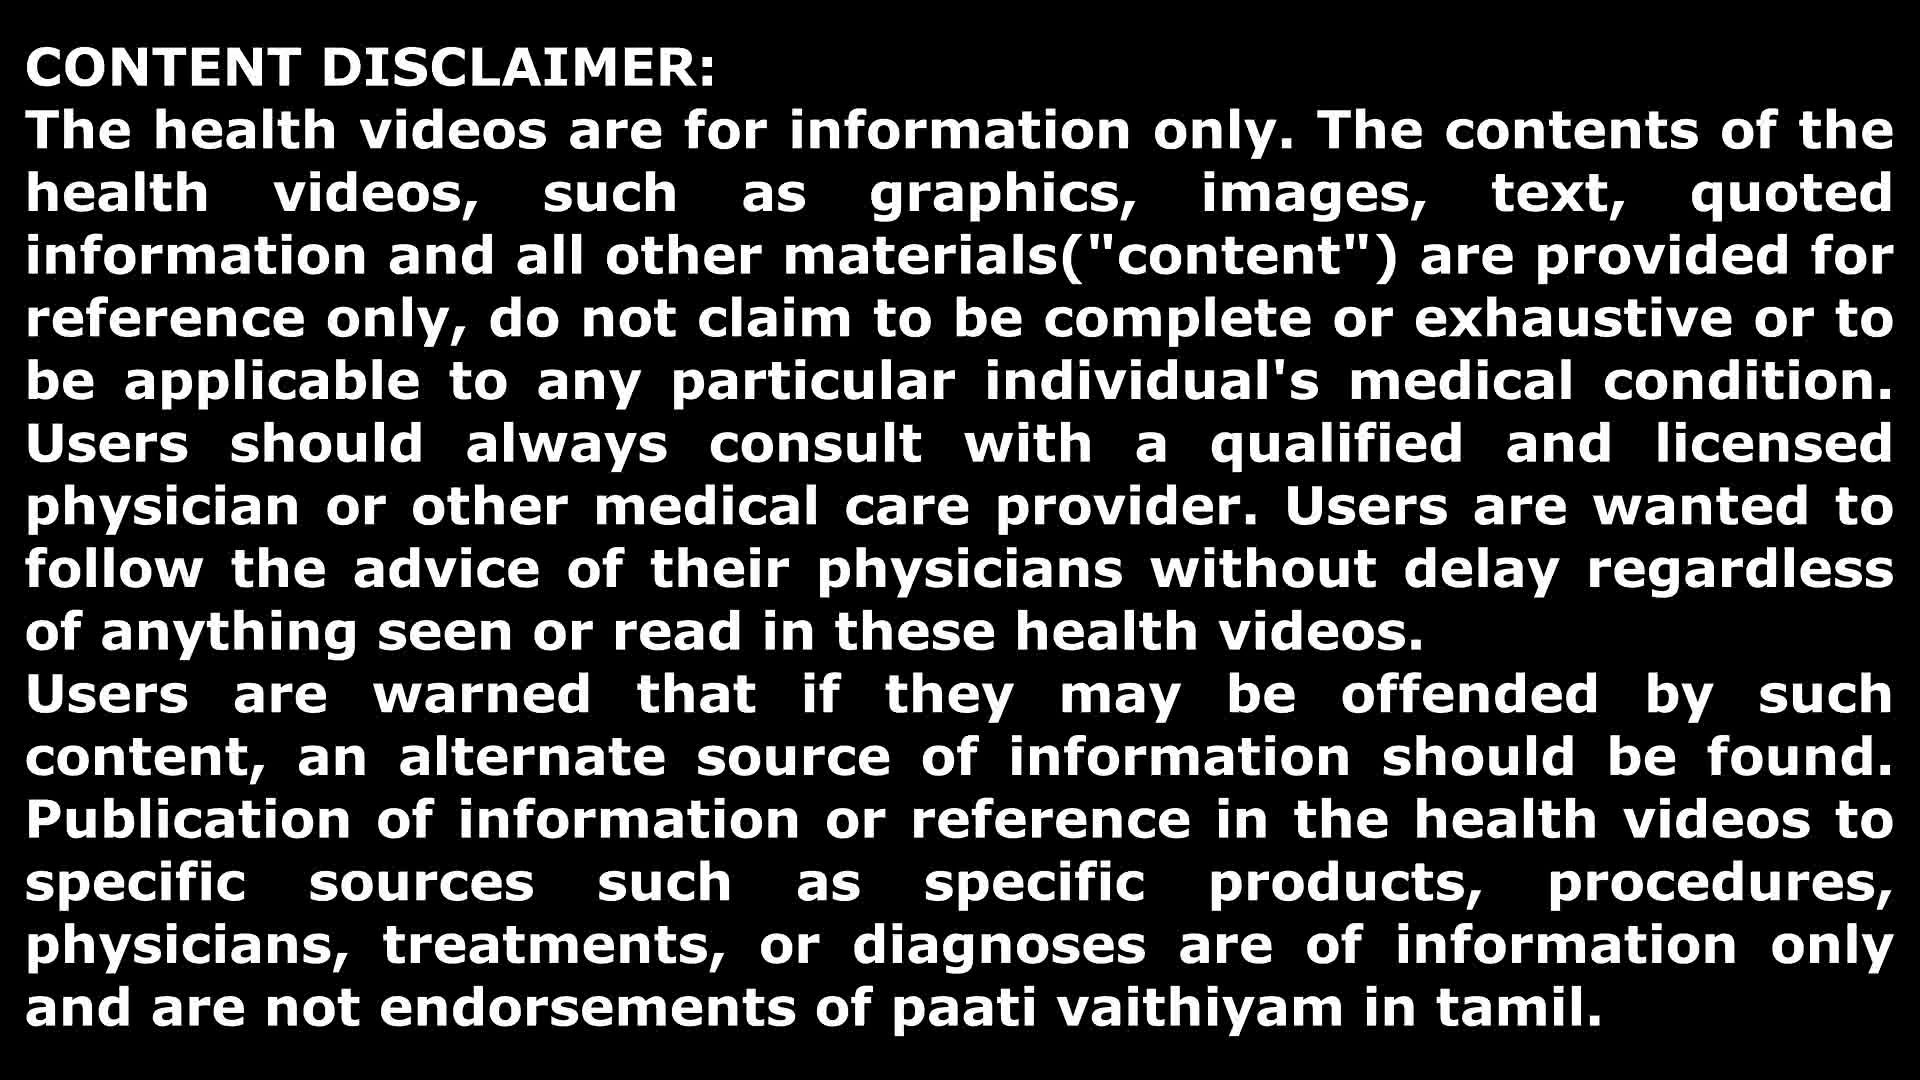 CONTENT DISCLAIMER:
The health videos are for information only. The contents of the
health videos, such as graphics, images, text, quoted
information and all other materials("content") are provided for
reference only, do not claim to be complete or exhaustive or to
be applicable to any particular individual's medical condition.
Users should always consult with a qualified and licensed
physician or other medical care provider. Users are wanted to
follow the advice of their physicians without delay regardless
of anything seen or read in these health videos.
Users are warned that if they may be offended by such
content, an alternate source of information should be found.
Publication of information or reference in the health videos to
specific sources such as specific products, procedures,
physicians, treatments, or diagnoses are of information only
and are not endorsements of paati vaithiyam in tamil.